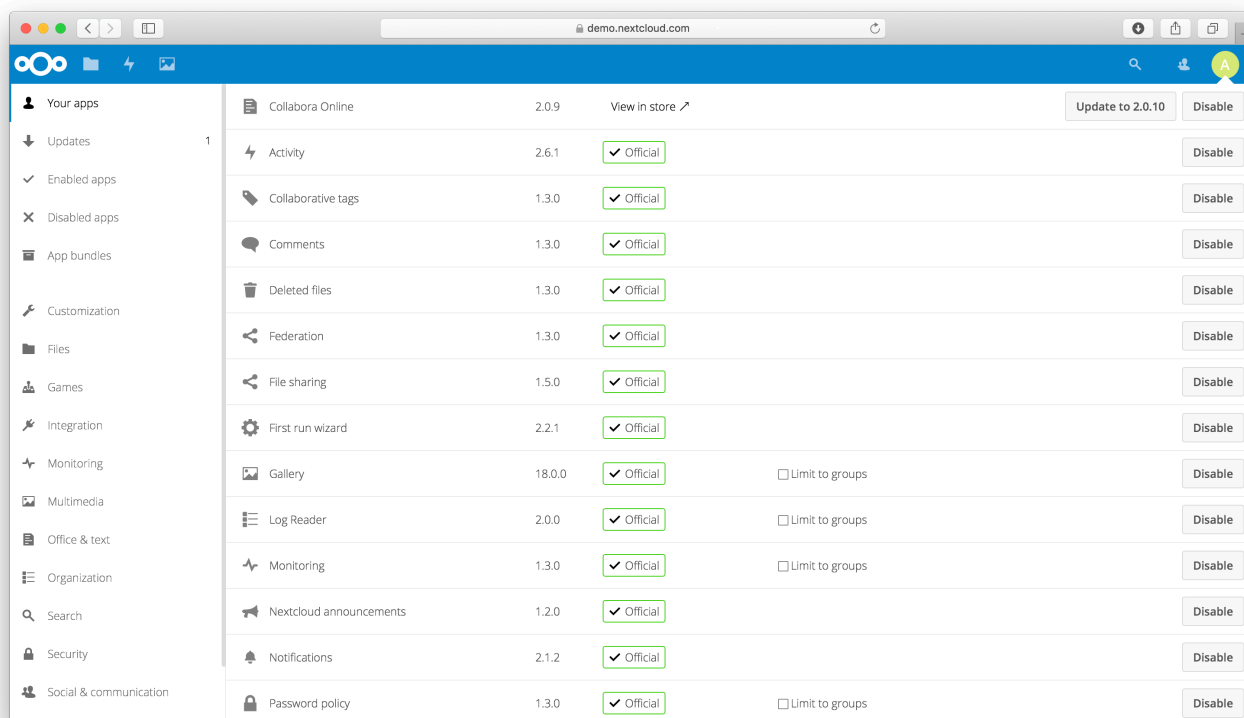 demo.nextcloud.com
A
Your apps
Updates 1
Enabled apps
Disabled apps
App bundles
Customization
Files
Games
Integration
Monitoring
Multimedia
Office & text
Organization
Search
Security
Social & communication
Collabora Online 2.0.9 View in store ↗ Update to 2.0.10 Disable
Activity 2.6.1 ✔ Official Disable
Collaborative tags 1.3.0 ✔ Official Disable
Comments 1.3.0 ✔ Official Disable
Deleted files 1.3.0 ✔ Official Disable
Federation 1.3.0 ✔ Official Disable
File sharing 1.5.0 ✔ Official Disable
First run wizard 2.2.1 ✔ Official Disable
Gallery 18.0.0 ✔ Official Limit to groups Disable
Log Reader 2.0.0 ✔ Official Limit to groups Disable
Monitoring 1.3.0 ✔ Official Limit to groups Disable
Nextcloud announcements 1.2.0 ✔ Official Disable
Notifications 2.1.2 ✔ Official Disable
Password policy 1.3.0 ✔ Official Limit to groups Disable